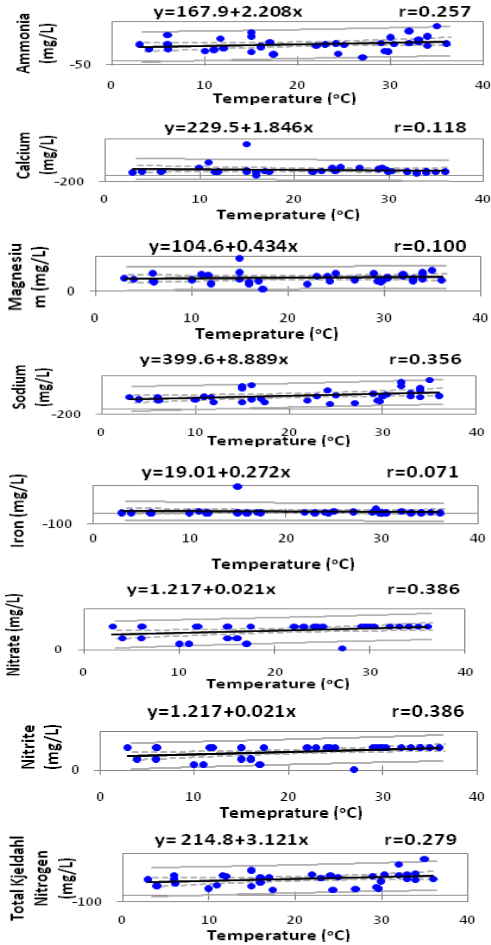 y=167.9+2.208x r=0.257
Ammonia
(mg/L)
-50
0 10 20 30 40
Temperature (°C)
y=229.5+1.846x r=0.118
Calcium
(mg/L)
-200
0 10 20 30 40
Temperature (°C)
y=104.6+0.434x r=0.100
Magnesiu
m (mg/L)
0
0 10 20 30 40
Temeprature (°C)
y=399.6+8.889x r=0.356
Sodium
(mg/L)
-200
0 10 20 30 40
Temeprature (°C)
y=19.01+0.272x r=0.071
Iron (mg/L)
-100
0 10 20 30 40
Temperature (°C)
y=1.217+0.021x r=0.386
Nitrate (mg/L)
0
0 10 20 30 40
Temperature (°C)
y=1.217+0.021x r=0.386
Nitrite
(mg/L)
0
0 10 20 30 40
Temeprature (°C)
y= 214.8+3.121x r=0.279
Total Kjeldahl
Nitrogen
(mg/L)
-100
0 10 20 30 40
Temeprature (°C)